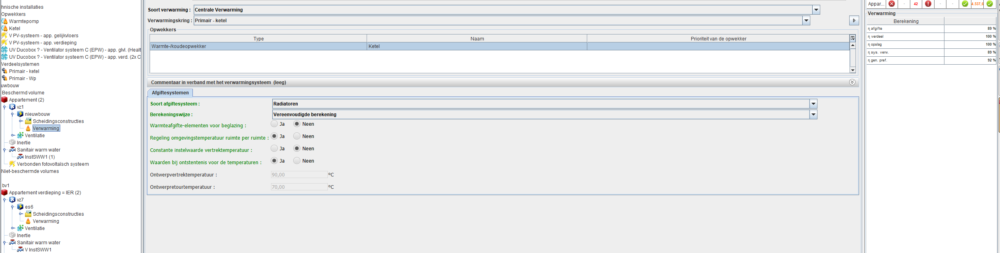 hnische installaties
Opwekkers
Warmtepomp
Ketel
V PV-systeem - app. gelijkvloers
V PV-systeem - app. verdieping
UV Ducobox ? - Ventilator systeem C (EPW) - app. glvl. (Healt
UV Ducobox ? - Ventilator systeem C (EPW) - app. verd. (2x C
Verdeelsystemen
Primair - ketel
Primair - Wp
uwbouw
Beschermd volume
Appartement (2)
vz1
nieuwbouw
Scheidingsconstructies
Verwarming
Ventilatie
Inertie
Sanitair warm water
InstSWW1 (1)
Verbonden fotovoltaïsch systeem
Niet-beschermde volumes
bv1
Appartement verdieping = IER (2)
vz7
es6
Scheidingsconstructies
Verwarming
Ventilatie
Inertie
Sanitair warm water
V InstSWW1
Soort verwarming : Centrale Verwarming
Verwarmingskring : Primair - ketel
Opwekkers
Type Naam Prioriteit van de opwekker
Warmte-/koudeopwekker Ketel
Commentaar in verband met het verwarmingsysteem (leeg)
Afgiftesystemen
Soort afgiftesysteem : Radiatoren
Berekeningswijze : Vereenvoudigde berekening
Warmteafgifte-elementen voor beglazing : Ja Neen
Regeling omgevingstemperatuur ruimte per ruimte : Ja Neen
Constante instelwaarde vertrektemperatuur : Ja Neen
Waarden bij ontstentenis voor de temperaturen : Ja Neen
Ontwerpvertrektemperatuur : 90,00 ºC
Ontwerpretourtemperatuur : 70,00 ºC
Appar... - 42 - - 4.537,6
Verwarming
Berekening
η afgifte 89 %
η verdeel 100 %
η opslag 100 %
η sys. verw. 89 %
η gen. pref. 92 %